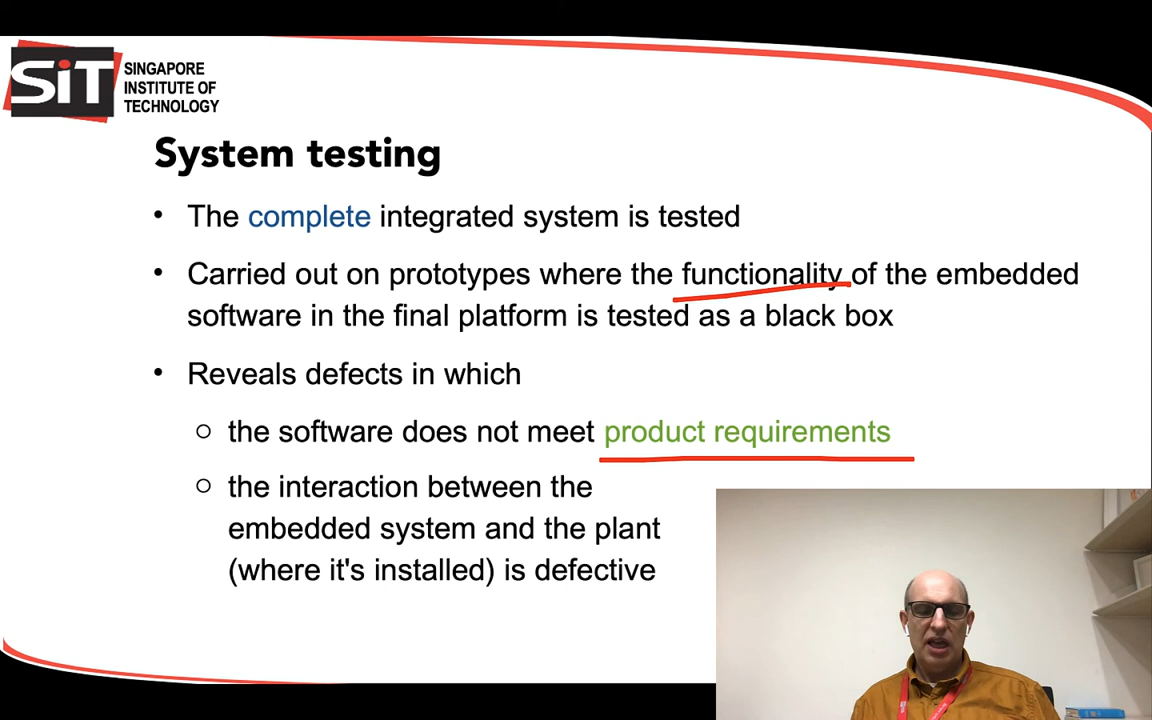 SiT
SINGAPORE
INSTITUTE OF
TECHNOLOGY
System testing
• The complete integrated system is tested
• Carried out on prototypes where the functionality of the embedded
software in the final platform is tested as a black box
• Reveals defects in which
○ the software does not meet product requirements
○ the interaction between the
embedded system and the plant
(where it's installed) is defective